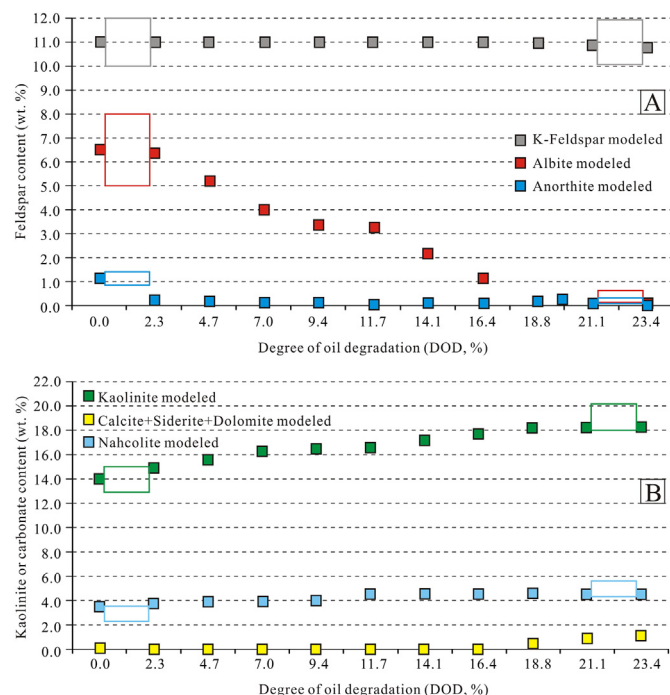 12.0
11.0
10.0
9.0
8.0
7.0
6.0
5.0
4.0
3.0
2.0
1.0
0.0
Feldspar content (wt. %)
A
K-Feldspar modeled
Albite modeled
Anorthite modeled
0.0 2.3 4.7 7.0 9.4 11.7 14.1 16.4 18.8 21.1 23.4
Degree of oil degradation (DOD, %)
22.0
20.0
18.0
16.0
14.0
12.0
10.0
8.0
6.0
4.0
2.0
0.0
Kaolinite or carbonate content (wt. %)
Kaolinite modeled
Calcite+Siderite+Dolomite modeled
Nahcolite modeled
B
0.0 2.3 4.7 7.0 9.4 11.7 14.1 16.4 18.8 21.1 23.4
Degree of oil degradation (DOD, %)